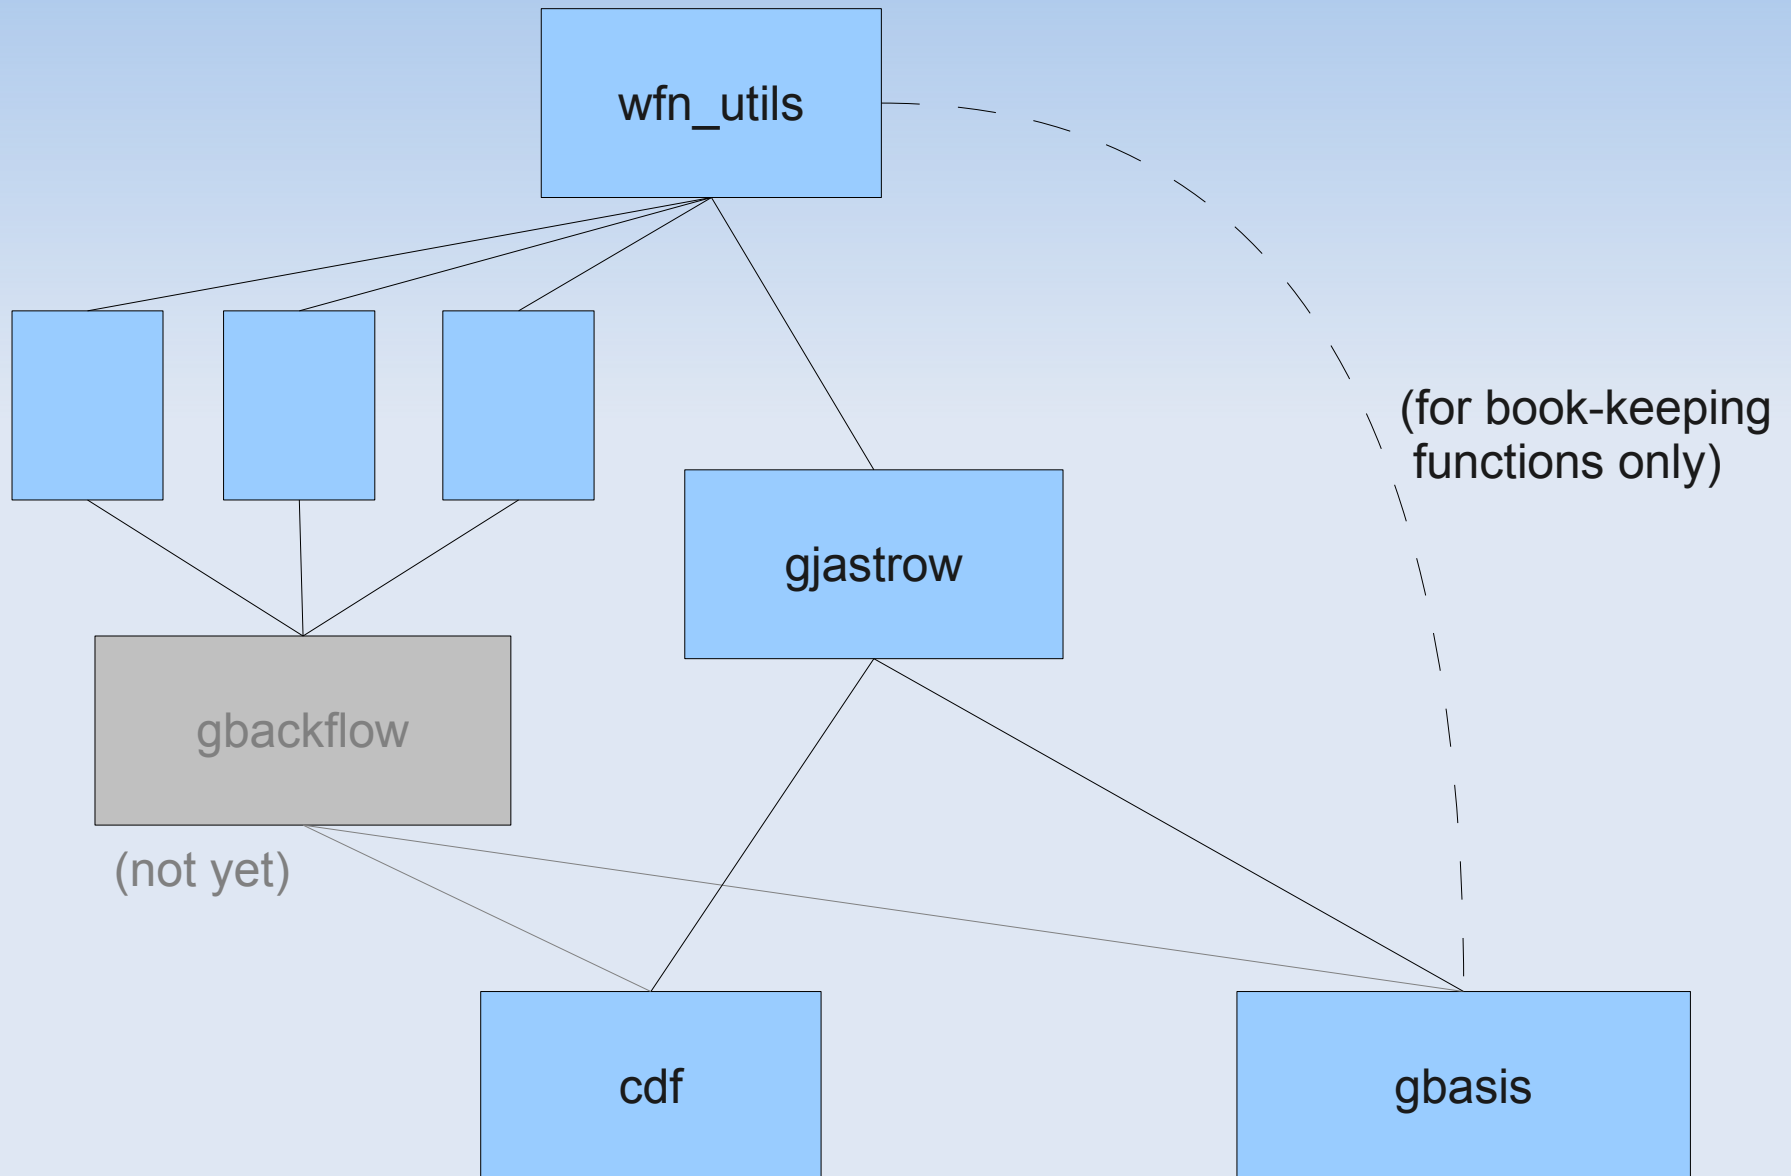 wfn_utils
(for book-keeping
functions only)
gjastrow
gbackflow
(not yet)
cdf
gbasis